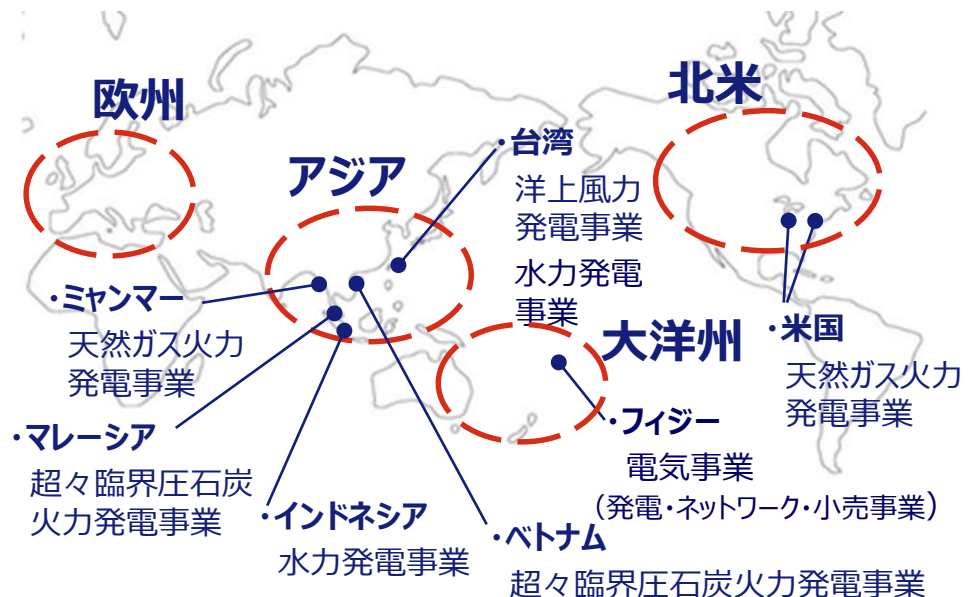 欧州
北米
アジア
・台湾
洋上風力
発電事業
水力発電
事業
・ミャンマー
天然ガス火力
発電事業
大洋州
・米国
天然ガス火力
発電事業
・マレーシア
超々臨界圧石炭
火力発電事業
・フィジー
電気事業
（発電・ネットワーク・小売事業）
・インドネシア
水力発電事業
・ベトナム
超々臨界圧石炭火力発電事業